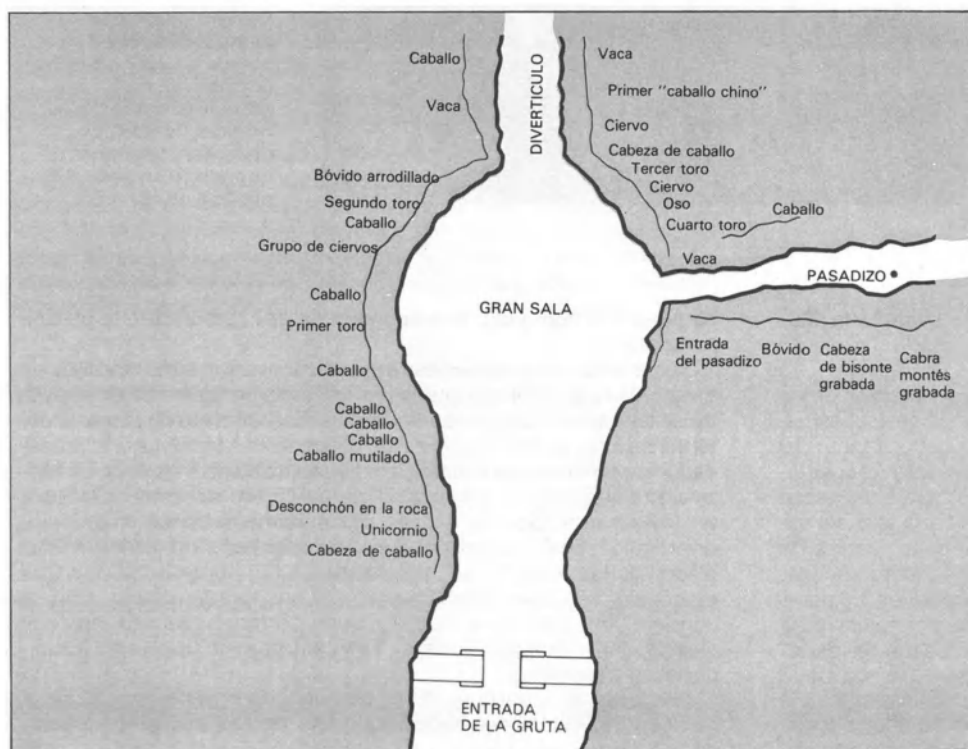 Caballo
Vaca
Bóvido arrodillado
Segundo toro
Caballo
Grupo de ciervos
Caballo
Primer toro
Caballo
Caballo
Caballo
Caballo
Caballo mutilado
Desconchón en la roca
Unicornio
Cabeza de caballo
DIVERTICULO
GRAN SALA
ENTRADA
DE LA GRUTA
Vaca
Primer "caballo chino"
Ciervo
Cabeza de caballo
Tercer toro
Ciervo
Oso
Cuarto toro
Caballo
Vaca
PASADIZO
Entrada
del pasadizo
Bóvido
Cabeza
de bisonte
grabada
Cabra
montés
grabada